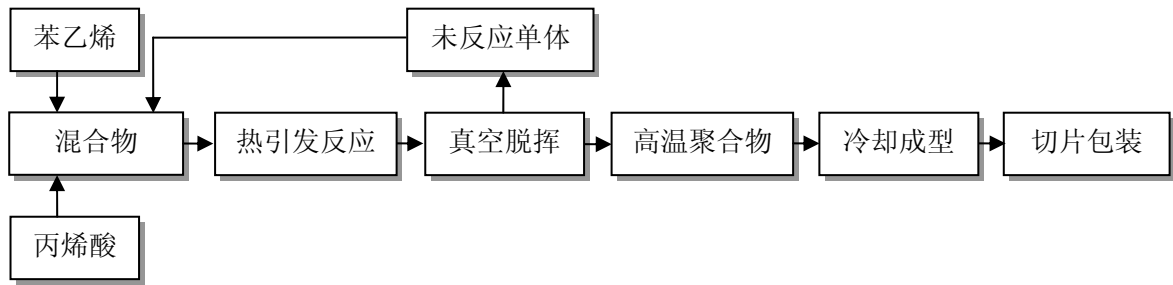 苯乙烯
未反应单体
混合物
热引发反应
真空脱挥
高温聚合物
冷却成型
切片包装
丙烯酸